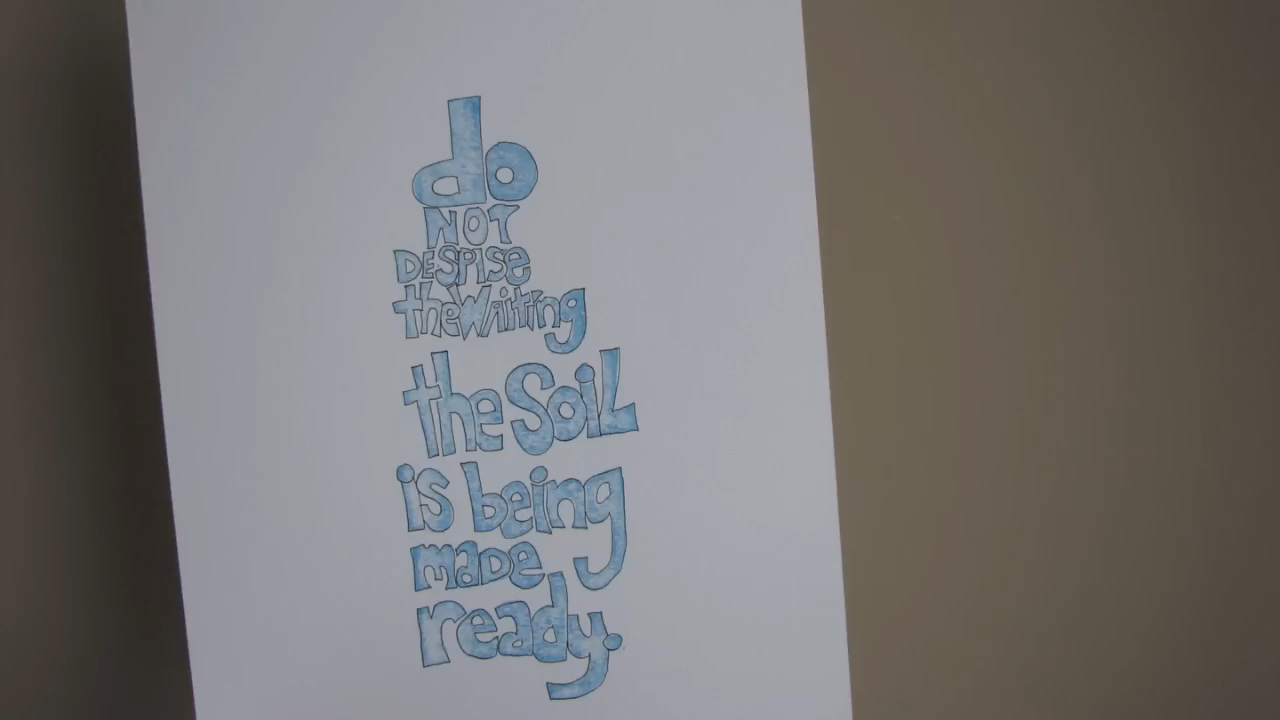 do
NOT
DESPISe
theWAiting
the SoiL
is being
maDe
ready.